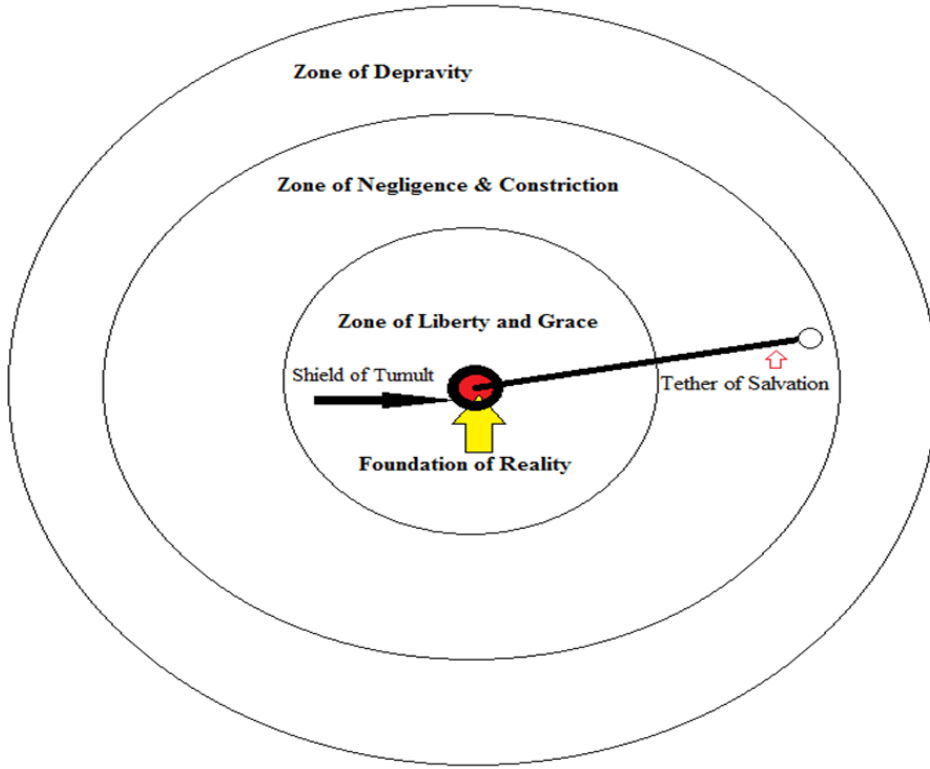 Zone of Depravity
Zone of Negligence & Constriction
Zone of Liberty and Grace
Shield of Tumult
Tether of Salvation
Foundation of Reality